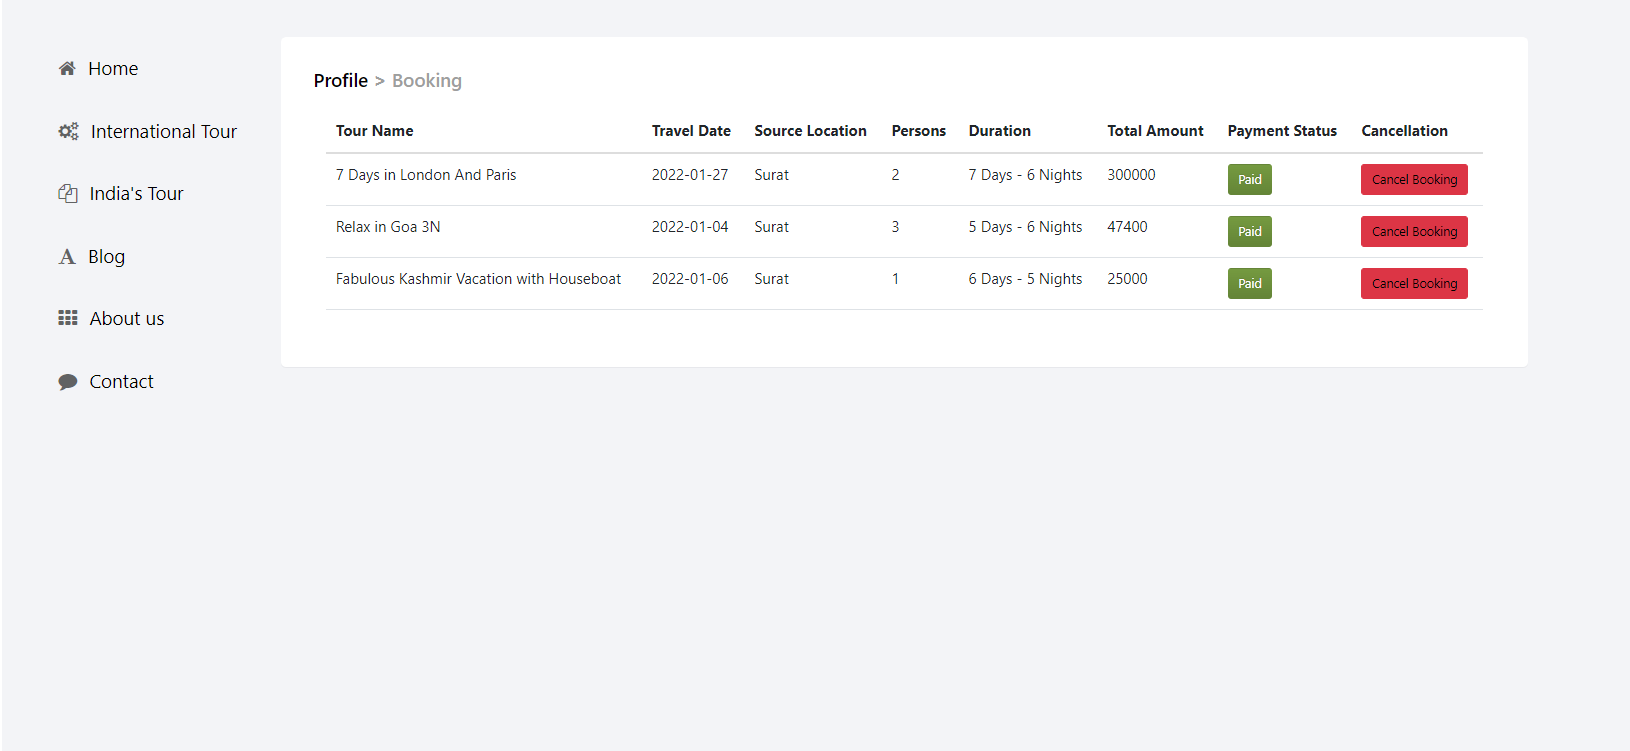 Home
International Tour
India's Tour
Blog
About us
Contact
Profile > Booking
Tour Name Travel Date Source Location Persons Duration Total Amount Payment Status Cancellation
7 Days in London And Paris 2022-01-27 Surat 2 7 Days - 6 Nights 300000 Paid Cancel Booking
Relax in Goa 3N 2022-01-04 Surat 3 5 Days - 6 Nights 47400 Paid Cancel Booking
Fabulous Kashmir Vacation with Houseboat 2022-01-06 Surat 1 6 Days - 5 Nights 25000 Paid Cancel Booking